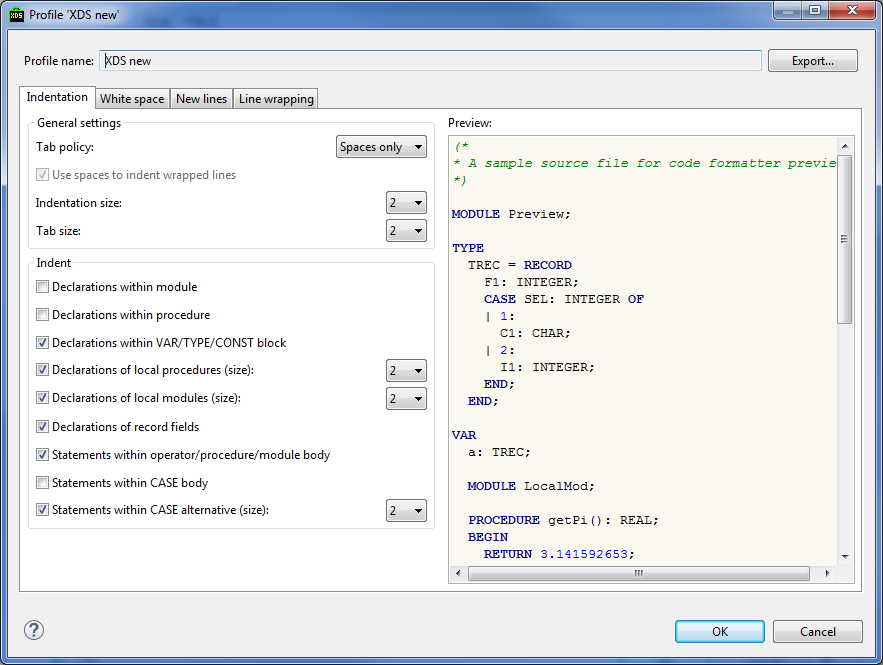 Profile 'XDS new'
Profile name: XDS new Export...
Indentation White space New lines Line wrapping
General settings
Tab policy: Spaces only
Use spaces to indent wrapped lines
Indentation size: 2
Tab size: 2
Indent
Declarations within module
Declarations within procedure
Declarations within VAR/TYPE/CONST block
Declarations of local procedures (size): 2
Declarations of local modules (size): 2
Declarations of record fields
Statements within operator/procedure/module body
Statements within CASE body
Statements within CASE alternative (size): 2
Preview:
(*
* A sample source file for code formatter previe
*)
MODULE Preview;
TYPE
TREC = RECORD
F1: INTEGER;
CASE SEL: INTEGER OF
| 1:
C1: CHAR;
| 2:
I1: INTEGER;
END;
END;
VAR
a: TREC;
MODULE LocalMod;
PROCEDURE getPi(): REAL;
BEGIN
RETURN 3.141592653;
? OK Cancel